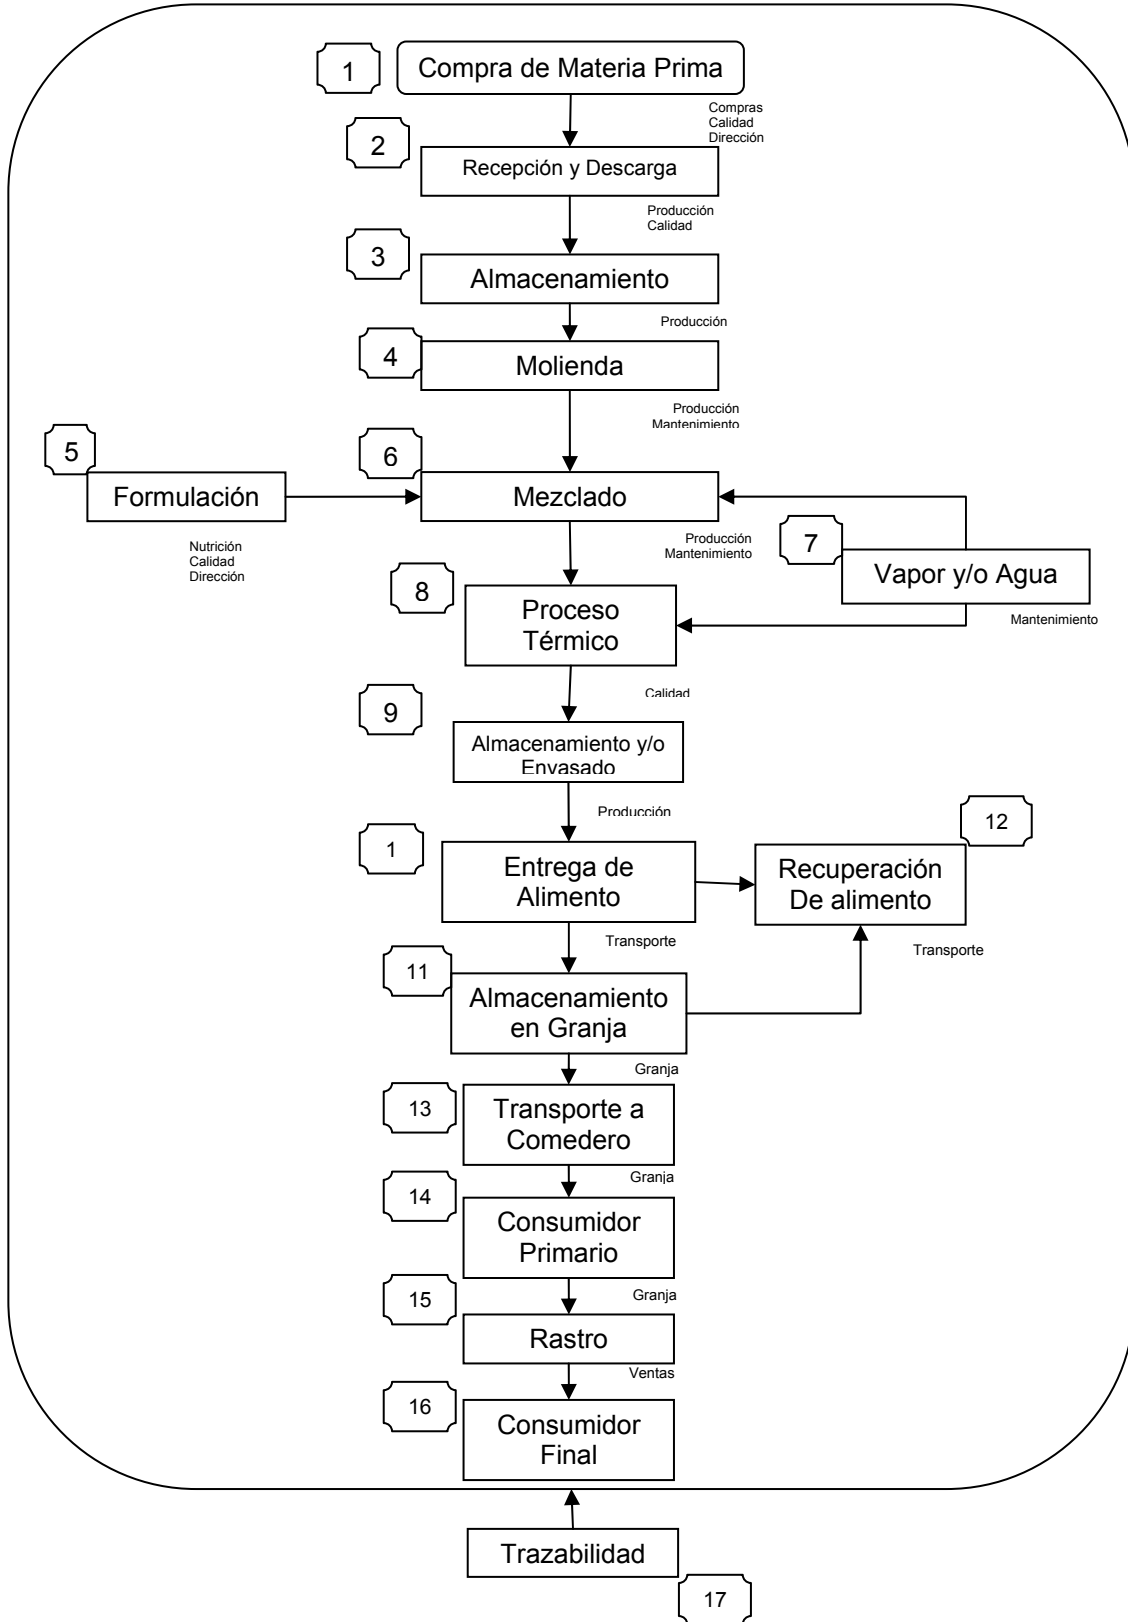 1
Compra de Materia Prima
Compras
Calidad
Dirección
2
Recepción y Descarga
Producción
Calidad
3
Almacenamiento
Producción
4
Molienda
Producción
Mantenimiento
5
Formulación
Nutrición
Calidad
Dirección
6
Mezclado
Producción
Mantenimiento
7
Vapor y/o Agua
Mantenimiento
8
Proceso
Térmico
Calidad
9
Almacenamiento y/o
Envasado
Producción
1
Entrega de
Alimento
12
Recuperación
De alimento
Transporte
Transporte
11
Almacenamiento
en Granja
Granja
13
Transporte a
Comedero
Granja
14
Consumidor
Primario
Granja
15
Rastro
Ventas
16
Consumidor
Final
Trazabilidad
17